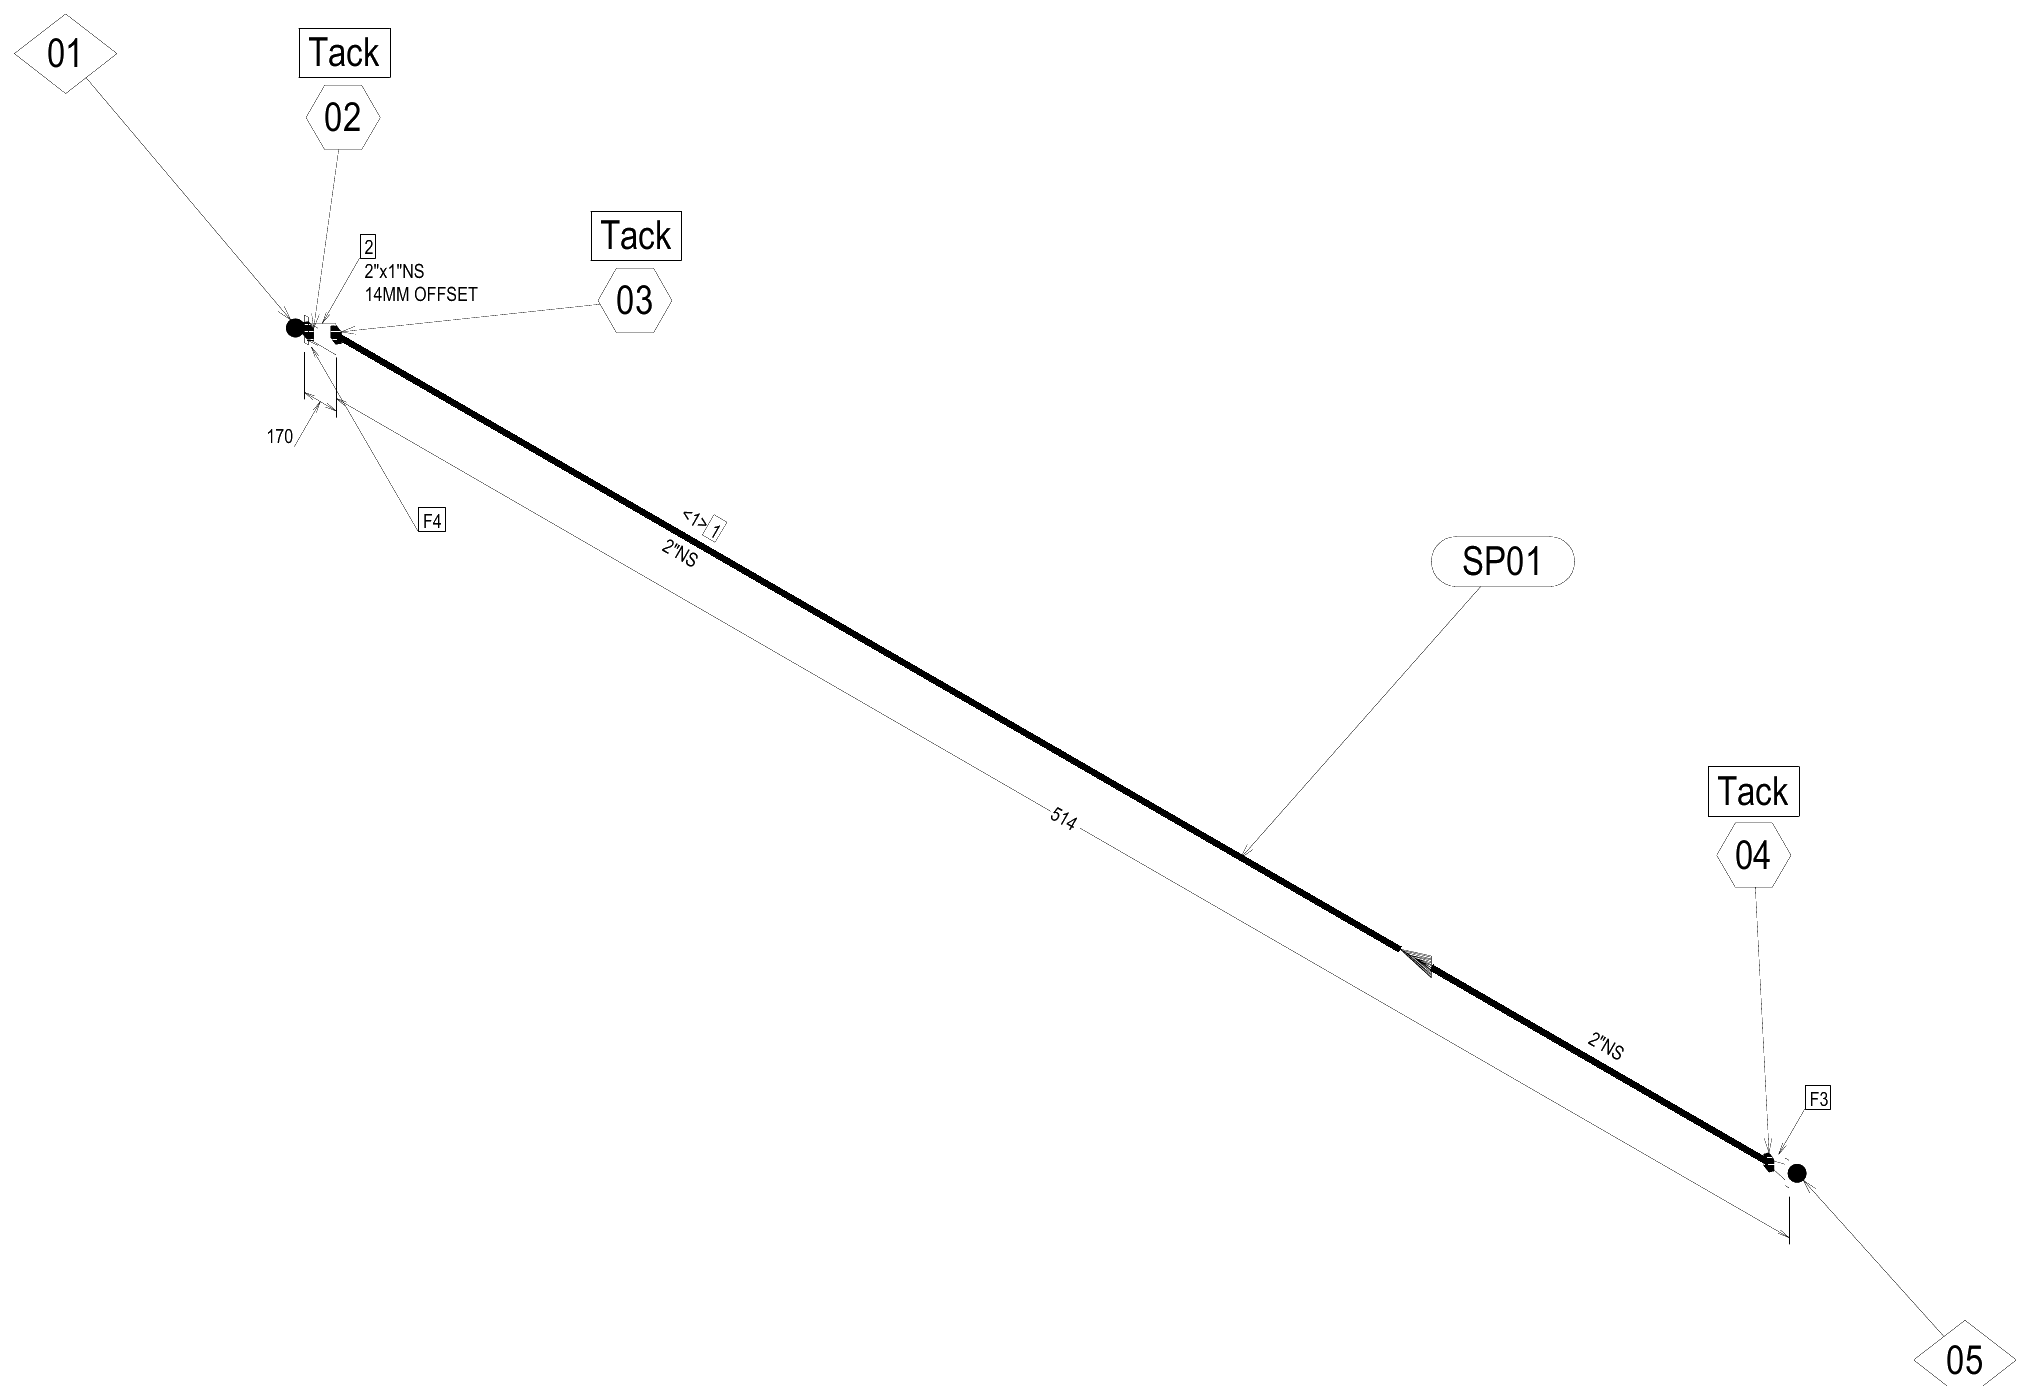 01
Tack
02
Tack
03
2
2"x1"NS
14MM OFFSET
170
F4
<1> 1
2"NS
SP01
514
Tack
04
2"NS
F3
05